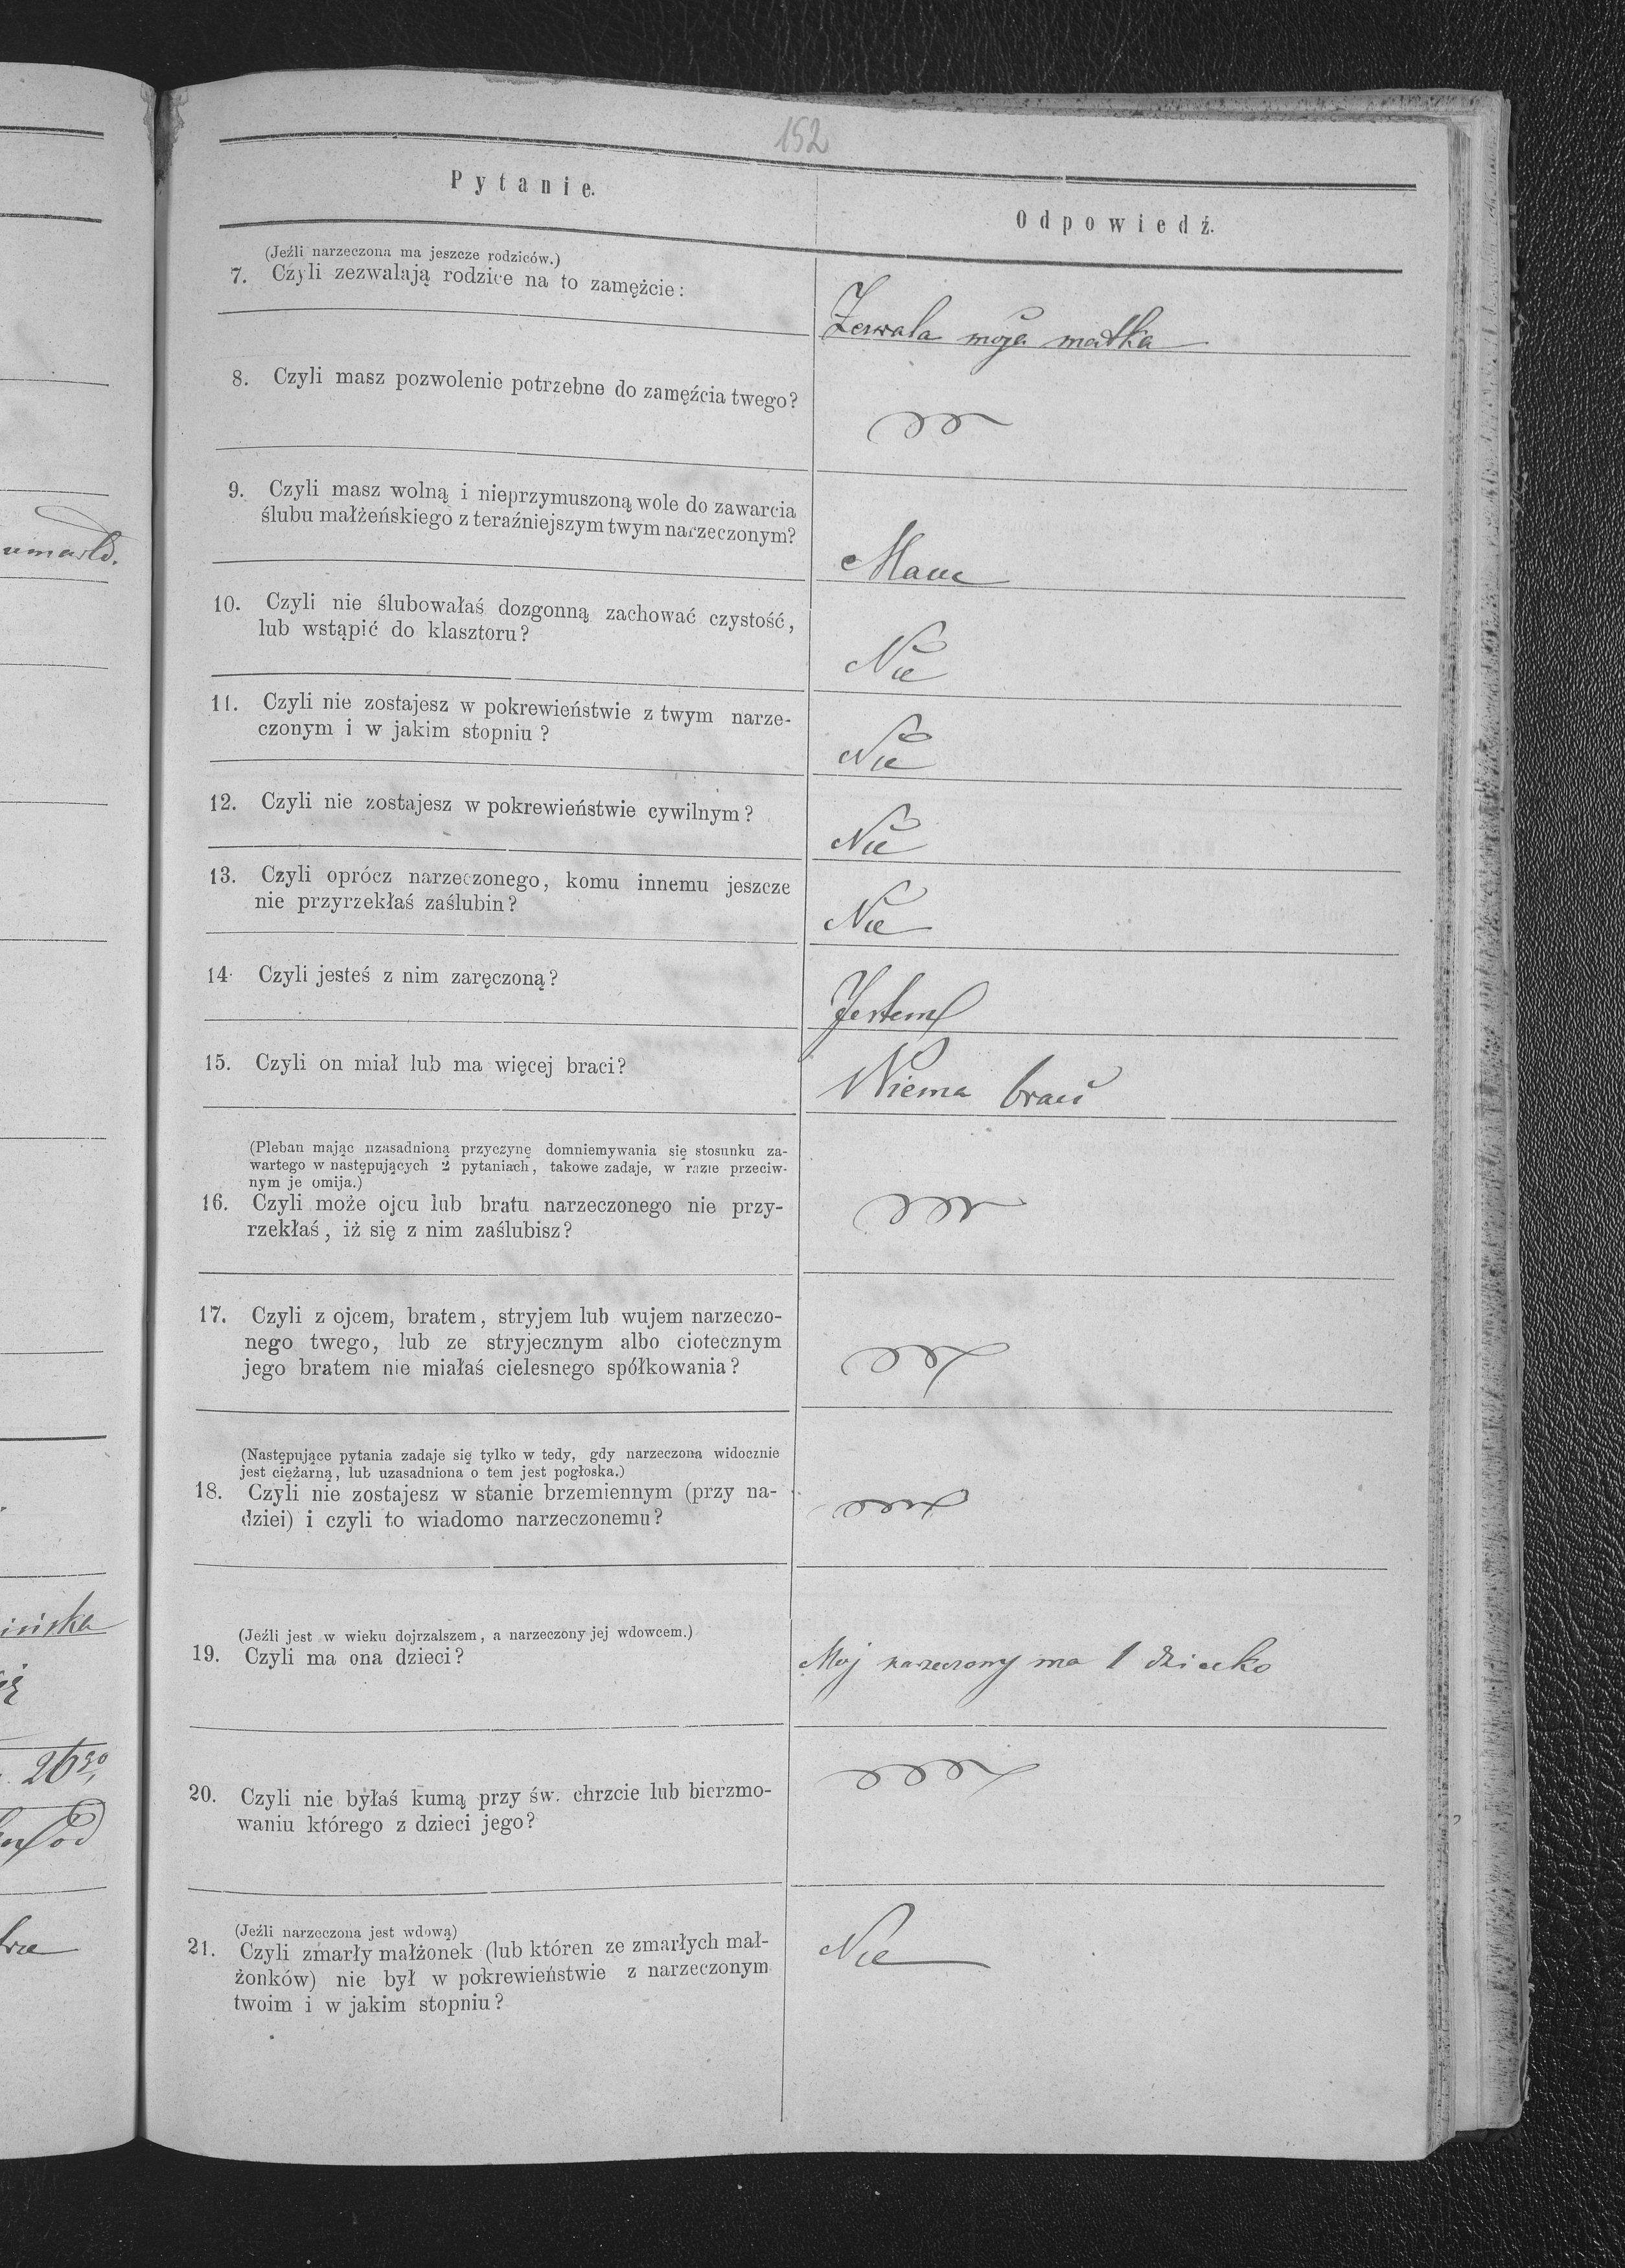 152
Pytanie.
Odpowiedź.
(Jeźli narzeczona ma jeszcze rodziców.)
7. Czyli zezwalają rodzice na to zamężcie:
Zezwala moja matka
8. Czyli masz pozwolenie potrzebne do zamęźcia twego?
9. Czyli masz wolną i nieprzymuszoną wole do zawarcia
ślubu małżeńskiego z teraźniejszym twym narzeczonym?
Mam
10. Czyli nie ślubowałaś dozgonną zachować czystość,
lub wstąpić do klasztoru?
Nie
11. Czyli nie zostajesz w pokrewieństwie z twym narze-
czonym i w jakim stopniu?
Nie
12. Czyli nie zostajesz w pokrewieństwie cywilnym?
Nie
13. Czyli oprócz narzeczonego, komu innemu jeszcze
nie przyrzekłaś zaślubin?
Nie
14. Czyli jesteś z nim zaręczoną?
Jestem
15. Czyli on miał lub ma więcej braci?
Niema braci
(Pleban mając uzasadnioną przyczynę domniemywania się stosunku za-
wartego w następujących 2 pytaniach, takowe zadaje, w razie przeciw-
nym je omija.)
16. Czyli może ojcu lub bratu narzeczonego nie przy-
rzekłaś, iż się z nim zaślubisz?
17. Czyli z ojcem, bratem, stryjem lub wujem narzeczo-
nego twego, lub ze stryjecznym albo ciotecznym
jego bratem nie miałaś cielesnego spółkowania?
(Następujące pytania zadaje się tylko w tedy, gdy narzeczona widocznie
jest ciężarną, lub uzasadniona o tem jest pogłoska.)
18. Czyli nie zostajesz w stanie brzemiennym (przy na-
dziei) i czyli to wiadomo narzeczonemu?
(Jeźli jest w wieku dojrzalszem, a narzeczony jej wdowcem.)
19. Czyli ma ona dzieci?
Moj narzeczony ma 1 dziecko
20. Czyli nie byłaś kumą przy św. chrzcie lub bierzmo-
waniu którego z dzieci jego?
(Jeźli narzeczona jest wdową)
21. Czyli zmarły małżonek (lub któren ze zmarłych mał-
żonków) nie był w pokrewieństwie z narzeczonym
twoim i w jakim stopniu?
Nie